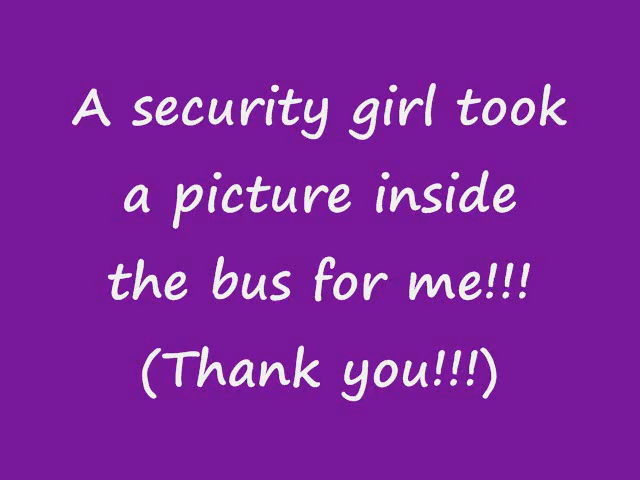 A security girl took
a picture inside
the bus for me!!!
(Thank you!!!)